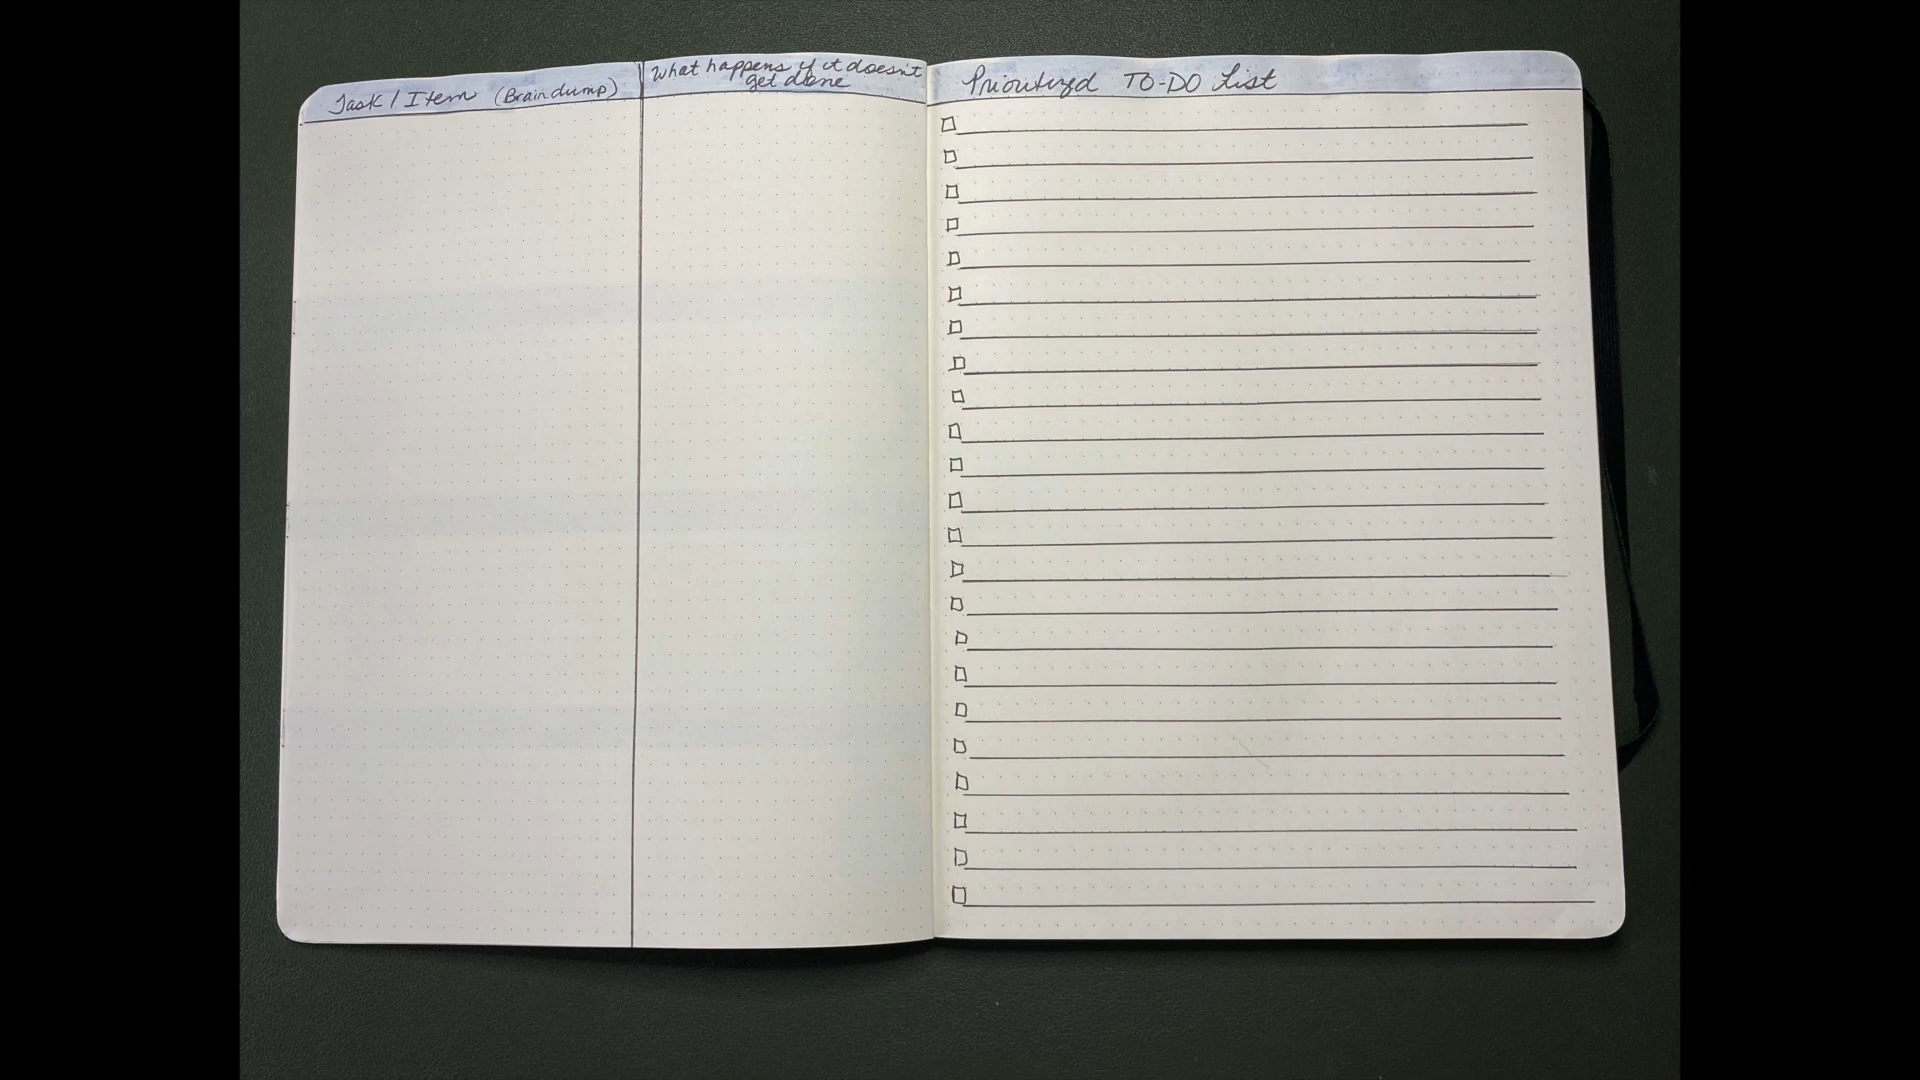 Task / Item (Braindump)
What happens if it doesn't
get done
Prioritized TO-DO List